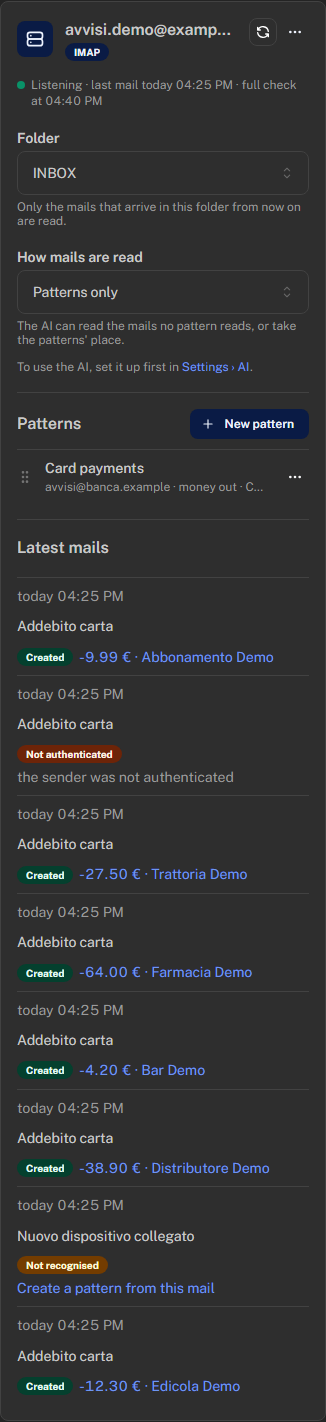 avvisi.demo@examp...
IMAP
Listening · last mail today 04:25 PM · full check
at 04:40 PM
Folder
INBOX
Only the mails that arrive in this folder from now on
are read.
How mails are read
Patterns only
The AI can read the mails no pattern reads, or take
the patterns' place.
To use the AI, set it up first in Settings › AI.
Patterns
+ New pattern
Card payments
avvisi@banca.example · money out · C...
Latest mails
today 04:25 PM
Addebito carta
Created -9.99 € · Abbonamento Demo
today 04:25 PM
Addebito carta
Not authenticated
the sender was not authenticated
today 04:25 PM
Addebito carta
Created -27.50 € · Trattoria Demo
today 04:25 PM
Addebito carta
Created -64.00 € · Farmacia Demo
today 04:25 PM
Addebito carta
Created -4.20 € · Bar Demo
today 04:25 PM
Addebito carta
Created -38.90 € · Distributore Demo
today 04:25 PM
Nuovo dispositivo collegato
Not recognised
Create a pattern from this mail
today 04:25 PM
Addebito carta
Created -12.30 € · Edicola Demo